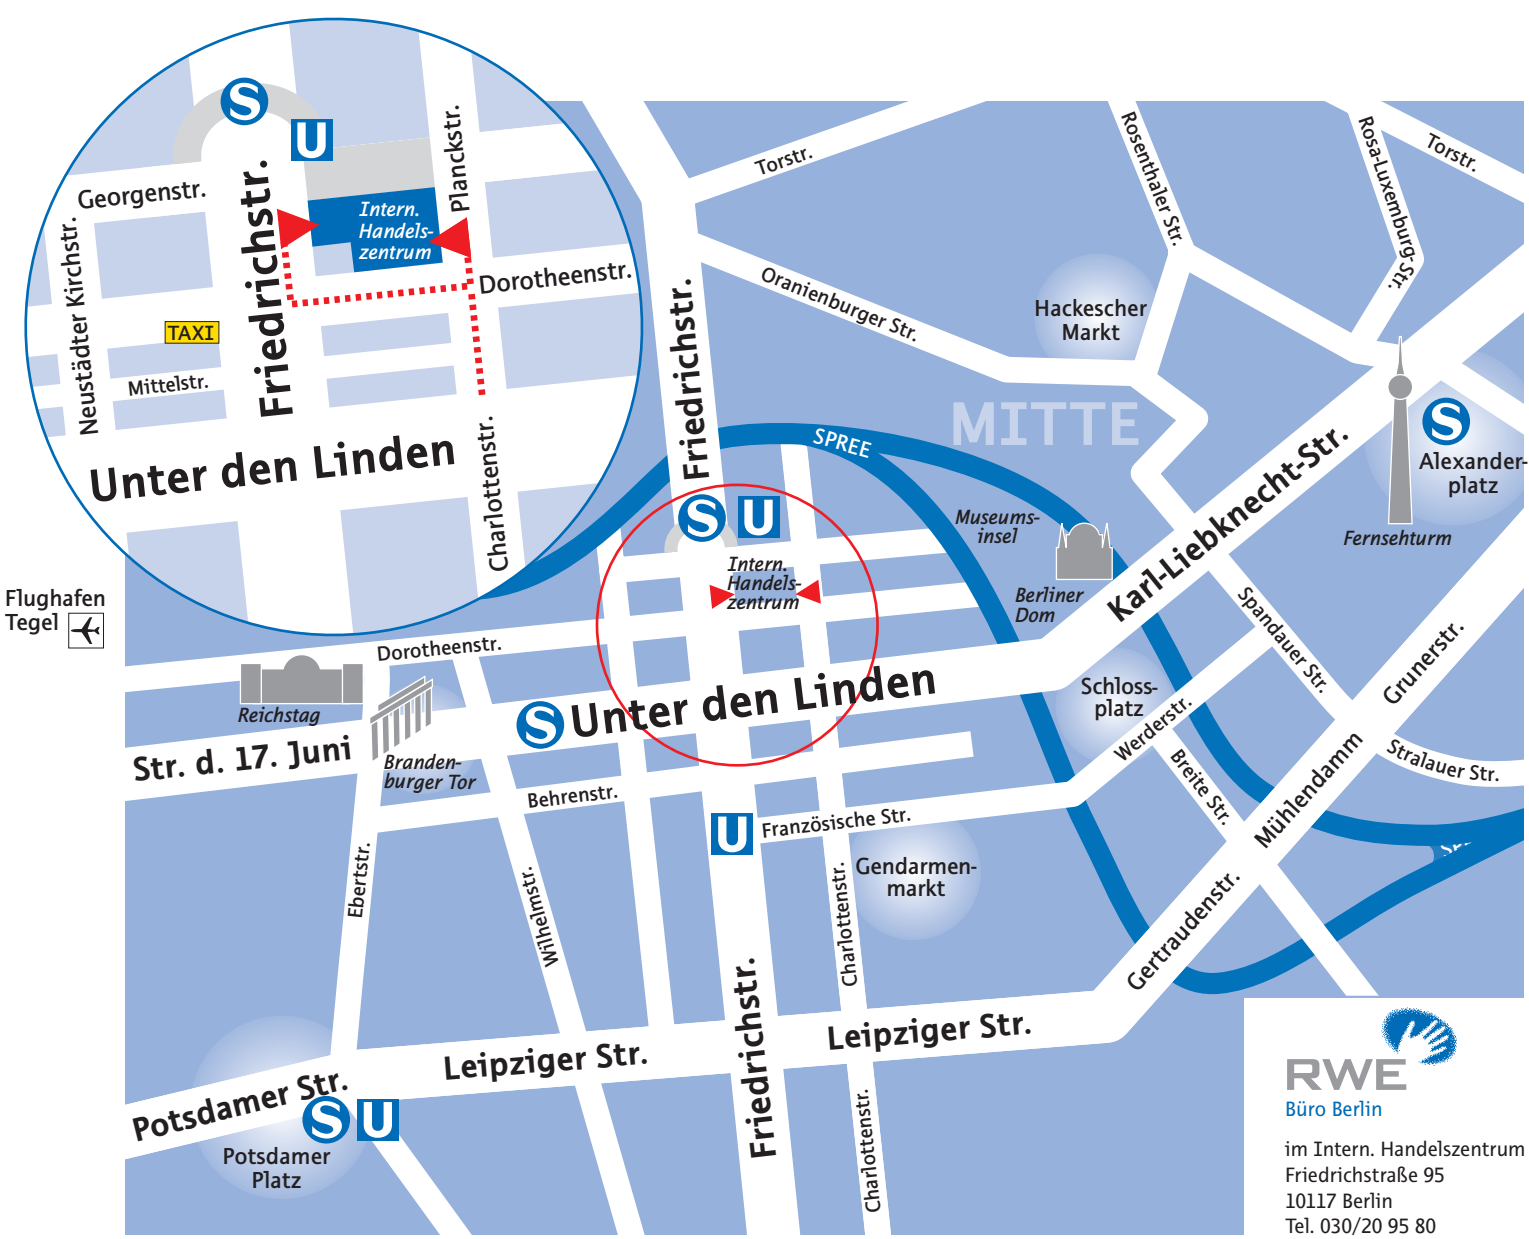 S
U
Georgenstr.
Friedrichstr.
Planckstr.
Neustädter Kirchstr.
Intern.
Handels-
zentrum
Dorotheenstr.
TAXI
Mittelstr.
Unter den Linden
Charlottenstr.
Torstr.
Rosenthaler Str.
Rosa-Luxemburg-Str.
Torstr.
Oranienburger Str.
Hackescher
Markt
Friedrichstr.
MITTE
SPREE
S
Alexander-
platz
Fernsehturm
Karl-Liebknecht-Str.
S
U
Museums-
insel
Berliner
Dom
Intern.
Handels-
zentrum
Flughafen
Tegel
Dorotheenstr.
Reichstag
Str. d. 17. Juni
Branden-
burger Tor
S
Unter den Linden
Schloss-
platz
Werderstr.
Spandauer Str.
Grunerstr.
Stralauer Str.
Breite Str.
Mühlendamm
Behrenstr.
U
Französische Str.
Gendarmen-
markt
Ebertstr.
Wilhelmstr.
Charlottenstr.
Friedrichstr.
Gertraudenstr.
Leipziger Str.
Leipziger Str.
Potsdamer Str.
S
U
Potsdamer
Platz
Charlottenstr.
RWE
Büro Berlin
im Intern. Handelszentrum
Friedrichstraße 95
10117 Berlin
Tel. 030/20 95 80